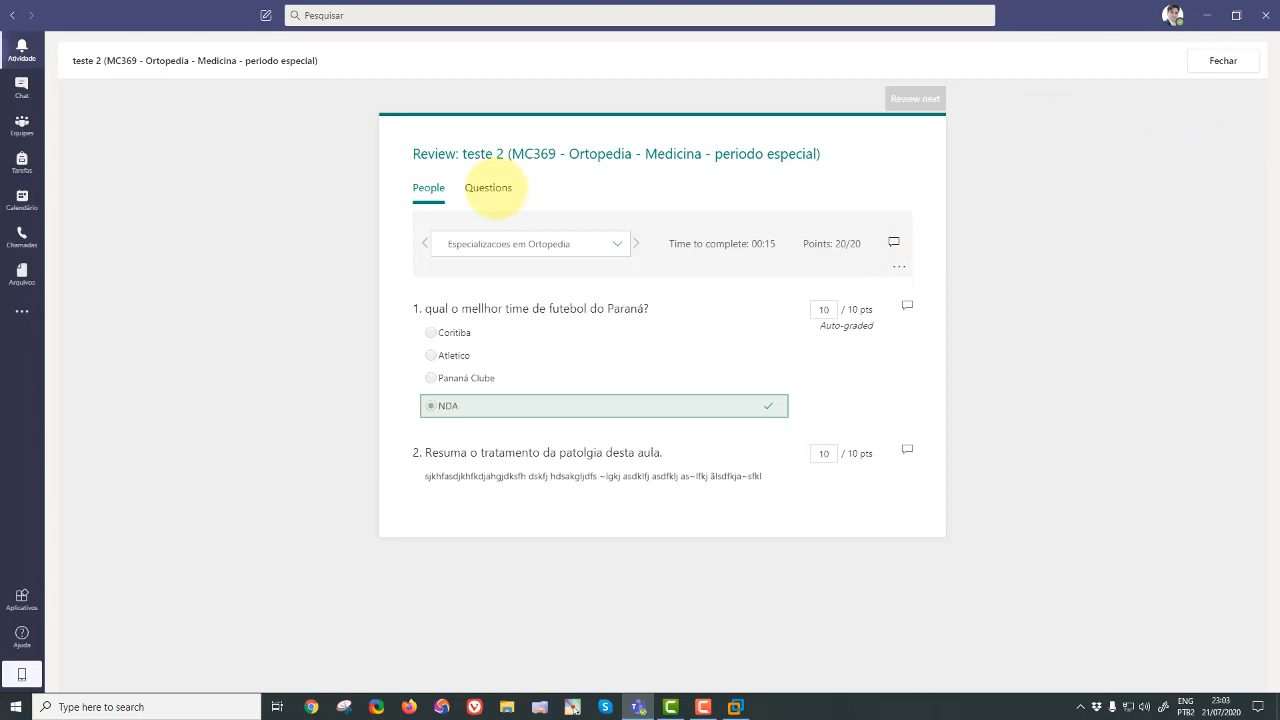 Pesquisar
Atividade
Chat
Equipes
Tarefas
Calendário
Chamadas
Arquivos
Aplicativos
Ajuda
teste 2 (MC369 - Ortopedia - Medicina - periodo especial)
Fechar
Review next
Review: teste 2 (MC369 - Ortopedia - Medicina - periodo especial)
People Questions
Especializacoes em Ortopedia Time to complete: 00:15 Points: 20/20
1. qual o mellhor time de futebol do Paraná? 10 / 10 pts
Auto-graded
Coritiba
Atletico
Pananá Clube
NDA
2. Resuma o tratamento da patolgia desta aula. 10 / 10 pts
sjkhfasdjkhfkdjahgjdksfh dskfj hdsakgljdfs ~lgkj asdklfj asdfklj as~lfkj ãlsdfkja~sfkl
Type here to search
ENG
PTB2
23:03
21/07/2020